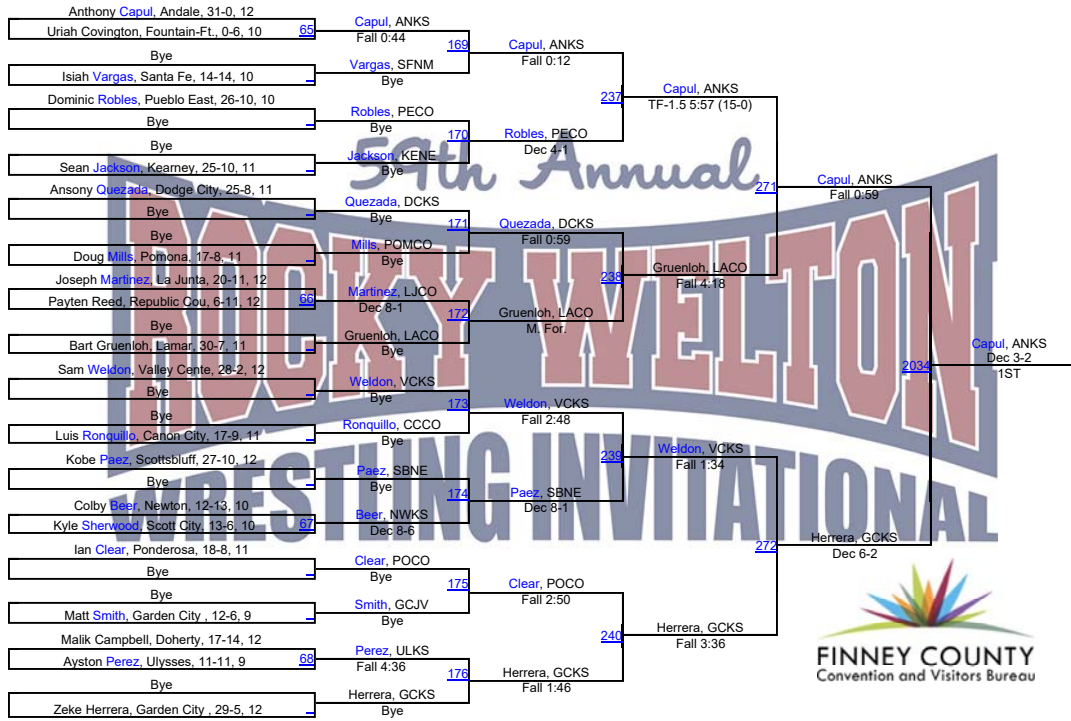 Anthony Capul, Andale, 31-0, 12
Uriah Covington, Fountain-Ft., 0-6, 10
Bye
Isiah Vargas, Santa Fe, 14-14, 10
Dominic Robles, Pueblo East, 26-10, 10
Bye
Bye
Sean Jackson, Kearney, 25-10, 11
Ansony Quezada, Dodge City, 25-8, 11
Bye
Bye
Doug Mills, Pomona, 17-8, 11
Joseph Martinez, La Junta, 20-11, 12
Payten Reed, Republic Cou, 6-11, 12
Bye
Bart Gruenloh, Lamar, 30-7, 11
Sam Weldon, Valley Cente, 28-2, 12
Bye
Bye
Luis Ronquillo, Canon City, 17-9, 11
Kobe Paez, Scottsbluff, 27-10, 12
Bye
Colby Beer, Newton, 12-13, 10
Kyle Sherwood, Scott City, 13-6, 10
Ian Clear, Ponderosa, 18-8, 11
Bye
Bye
Matt Smith, Garden City , 12-6, 9
Malik Campbell, Doherty, 17-14, 12
Ayston Perez, Ulysses, 11-11, 9
Bye
Zeke Herrera, Garden City , 29-5, 12
65
66
67
68
Capul, ANKS
Fall 0:44
Vargas, SFNM
Bye
Robles, PECO
Bye
Jackson, KENE
Bye
Quezada, DCKS
Bye
Mills, POMCO
Bye
Martinez, LJCO
Dec 8-1
Gruenloh, LACO
Bye
Weldon, VCKS
Bye
Ronquillo, CCCO
Bye
Paez, SBNE
Bye
Beer, NWKS
Dec 8-6
Clear, POCO
Bye
Smith, GCJV
Bye
Perez, ULKS
Fall 4:36
Herrera, GCKS
Bye
169
170
171
172
173
174
175
176
Capul, ANKS
Fall 0:12
Robles, PECO
Dec 4-1
Quezada, DCKS
Fall 0:59
Gruenloh, LACO
M. For.
Weldon, VCKS
Fall 2:48
Paez, SBNE
Dec 8-1
Clear, POCO
Fall 2:50
Herrera, GCKS
Fall 1:46
237
238
239
240
Capul, ANKS
TF-1.5 5:57 (15-0)
Gruenloh, LACO
Fall 4:18
Weldon, VCKS
Fall 1:34
Herrera, GCKS
Fall 3:36
271
272
Capul, ANKS
Fall 0:59
Herrera, GCKS
Dec 6-2
2034
Capul, ANKS
Dec 3-2
1ST
59th Annual
ROCKY WELTON
WRESTLING INVITATIONAL
FINNEY COUNTY
Convention and Visitors Bureau